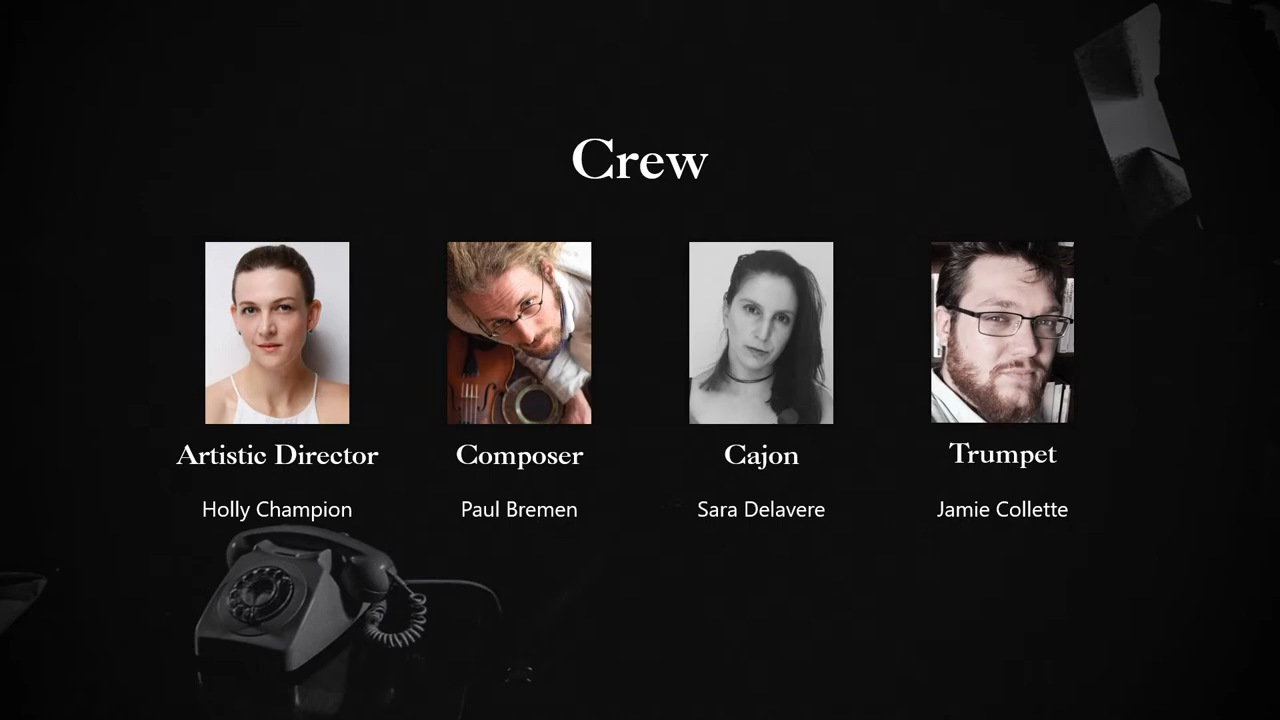 Crew
Artistic Director
Composer
Cajon
Trumpet
Holly Champion
Paul Bremen
Sara Delavere
Jamie Collette